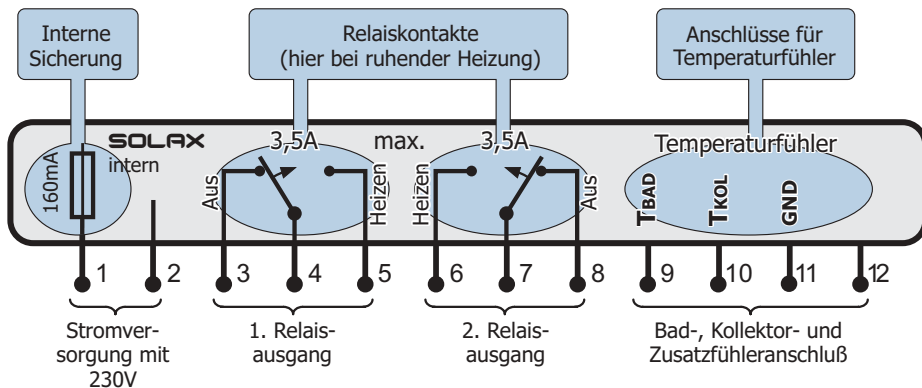 Interne
Sicherung
Relaiskontakte
(hier bei ruhender Heizung)
Anschlüsse für
Temperaturfühler
SOLAX
intern
160mA
3,5A
max.
3,5A
Temperaturfühler
Aus
Heizen
Heizen
Aus
TBAD
TKOL
GND
1
2
3
4
5
6
7
8
9
10
11
12
Stromver-
sorgung mit
230V
1. Relais-
ausgang
2. Relais-
ausgang
Bad-, Kollektor- und
Zusatzfühleranschluß